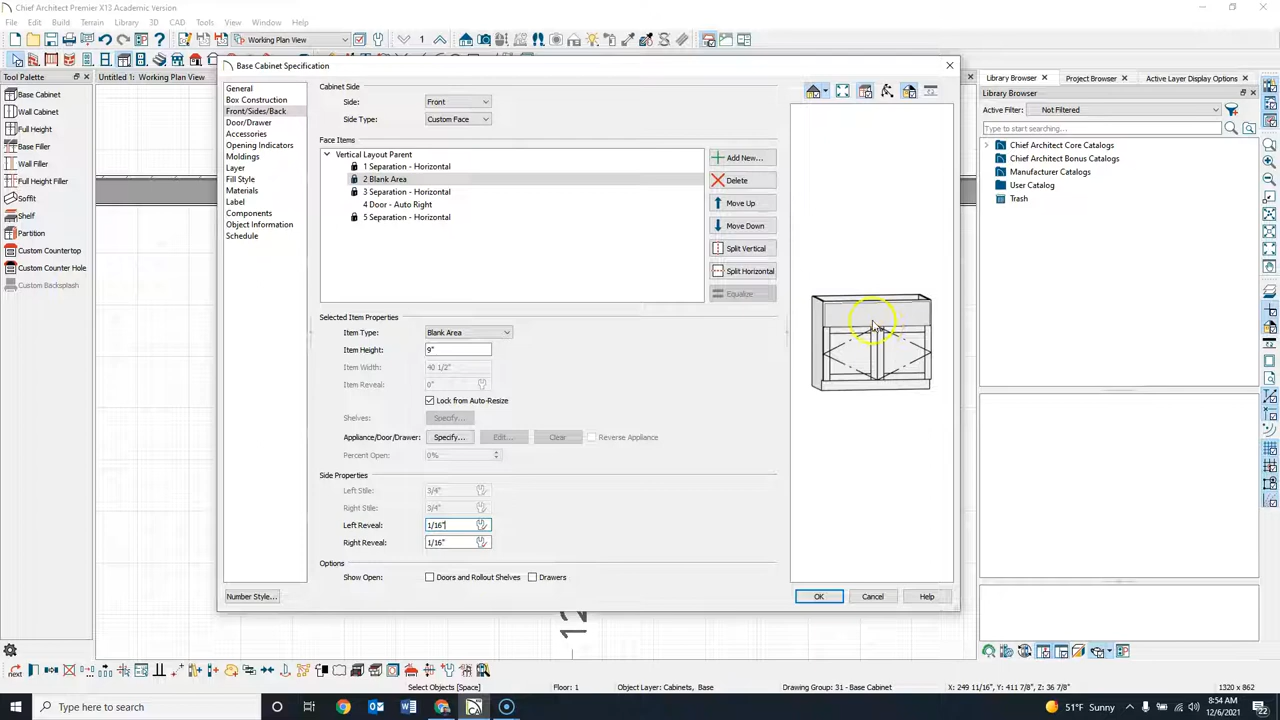 Chief Architect Premier X13 Academic Version
File Edit Build Terrain Library 3D CAD Tools View Window Help
Working Plan View
Tool Palette
Untitled 1: Working Plan View
Base Cabinet
Wall Cabinet
Full Height
Base Filler
Wall Filler
Full Height Filler
Soffit
Shelf
Partition
Custom Countertop
Custom Counter Hole
Custom Backsplash
Base Cabinet Specification
General
Box Construction
Front/Sides/Back
Door/Drawer
Accessories
Opening Indicators
Moldings
Layer
Fill Style
Materials
Label
Components
Object Information
Schedule
Number Style...
Cabinet Side
Side: Front
Side Type: Custom Face
Face Items
Vertical Layout Parent
1 Separation - Horizontal
2 Blank Area
3 Separation - Horizontal
4 Door - Auto Right
5 Separation - Horizontal
Add New...
Delete
Move Up
Move Down
Split Vertical
Split Horizontal
Equalize
Selected Item Properties
Item Type: Blank Area
Item Height: 9"
Item Width: 40 1/2"
Item Reveal: 0"
Lock from Auto-Resize
Shelves: Specify...
Appliance/Door/Drawer: Specify... Edit... Clear Reverse Appliance
Percent Open: 0%
Side Properties
Left Stile: 3/4"
Right Stile: 3/4"
Left Reveal: 1/16"
Right Reveal: 1/16"
Options
Show Open: Doors and Rollout Shelves Drawers
OK Cancel Help
Library Browser Project Browser Active Layer Display Options
Library Browser
Active Filter: Not Filtered
Type to start searching...
Chief Architect Core Catalogs
Chief Architect Bonus Catalogs
Manufacturer Catalogs
User Catalog
Trash
Select Objects [Space] Floor: 1 Object Layer: Cabinets, Base Drawing Group: 31 - Base Cabinet X: 249 11/16", Y: 411 7/8", Z: 36 7/8" 1320 x 862
Type here to search
51°F Sunny
8:54 AM
12/6/2021
22